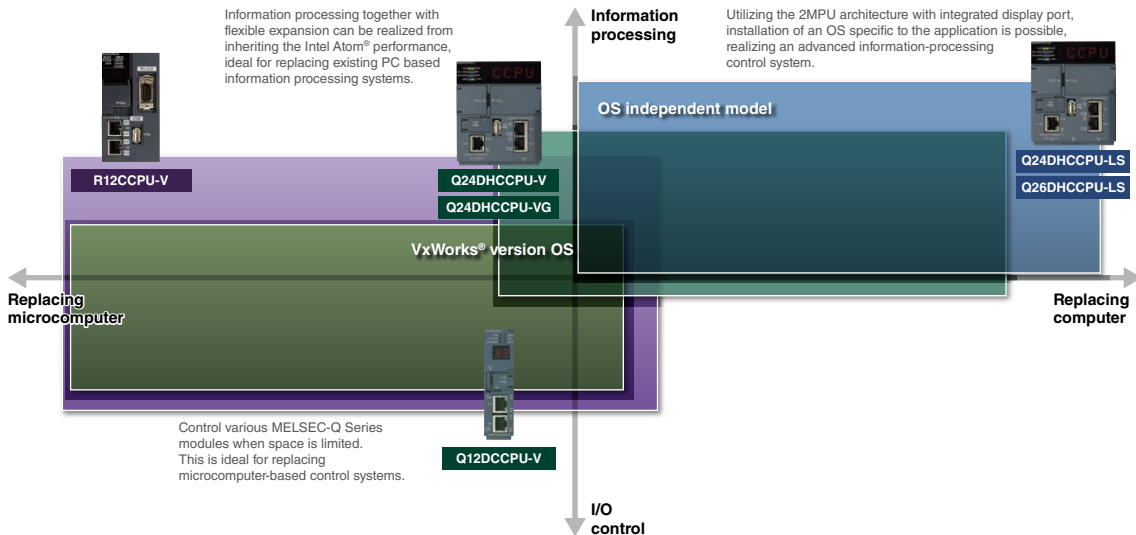 Information processing together with
flexible expansion can be realized from
inheriting the Intel Atom® performance,
ideal for replacing existing PC based
information processing systems.
Information
processing
Utilizing the 2MPU architecture with integrated display port,
installation of an OS specific to the application is possible,
realizing an advanced information-processing
control system.
CCPU
CCPU
OS independent model
R12CCPU-V
Q24DHCCPU-V
Q24DHCCPU-VG
Q24DHCCPU-LS
Q26DHCCPU-LS
VxWorks® version OS
Replacing
microcomputer
Replacing
computer
Control various MELSEC-Q Series
modules when space is limited.
This is ideal for replacing
microcomputer-based control systems.
Q12DCCPU-V
I/O
control